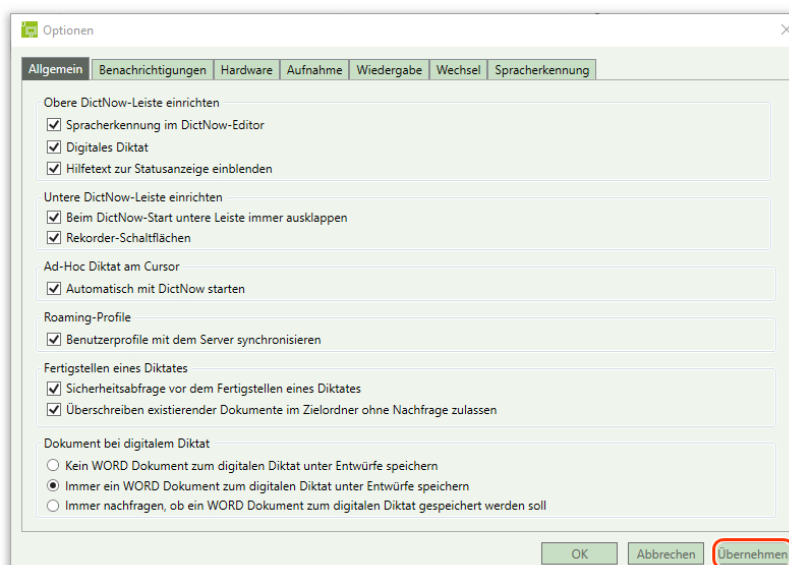 Optionen
Allgemein Benachrichtigungen Hardware Aufnahme Wiedergabe Wechsel Spracherkennung
Obere DictNow-Leiste einrichten
Spracherkennung im DictNow-Editor
Digitales Diktat
Hilfetext zur Statusanzeige einblenden
Untere DictNow-Leiste einrichten
Beim DictNow-Start untere Leiste immer ausklappen
Rekorder-Schaltflächen
Ad-Hoc Diktat am Cursor
Automatisch mit DictNow starten
Roaming-Profile
Benutzerprofile mit dem Server synchronisieren
Fertigstellen eines Diktates
Sicherheitsabfrage vor dem Fertigstellen eines Diktates
Überschreiben existierender Dokumente im Zielordner ohne Nachfrage zulassen
Dokument bei digitalem Diktat
Kein WORD Dokument zum digitalen Diktat unter Entwürfe speichern
Immer ein WORD Dokument zum digitalen Diktat unter Entwürfe speichern
Immer nachfragen, ob ein WORD Dokument zum digitalen Diktat gespeichert werden soll
OK Abbrechen Übernehmen